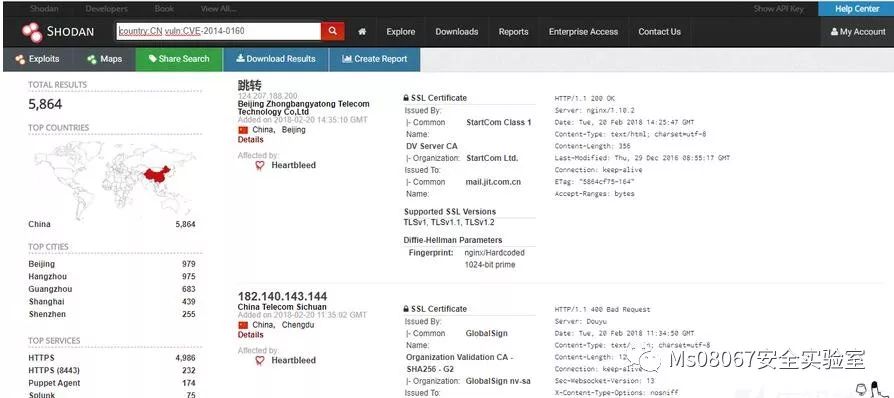 Shodan Developers Book View All... Show API Key Help Center
SHODAN country:CN vuln:CVE-2014-0160 Explore Downloads Reports Enterprise Access Contact Us My Account
Exploits Maps Share Search Download Results Create Report
TOTAL RESULTS
5,864
TOP COUNTRIES
China 5,864
TOP CITIES
Beijing 979
Hangzhou 975
Guangzhou 683
Shanghai 439
Shenzhen 255
TOP SERVICES
HTTPS 4,986
HTTPS (8443) 232
Puppet Agent 174
Splunk 75
跳转
124.207.188.200
Beijing Zhongbangyatong Telecom
Technology Co,Ltd
Added on 2018-02-20 14:35:10 GMT
China, Beijing
Details
Affected by:
Heartbleed
SSL Certificate
Issued By:
|- Common StartCom Class 1
Name:
DV Server CA
|- Organization: StartCom Ltd.
Issued To:
|- Common mail.jit.com.cn
Name:
Supported SSL Versions
TLSv1, TLSv1.1, TLSv1.2
Diffie-Hellman Parameters
Fingerprint: nginx/Hardcoded
1024-bit prime
HTTP/1.1 200 OK
Server: nginx/1.10.2
Date: Tue, 20 Feb 2018 14:25:47 GMT
Content-Type: text/html; charset=utf-8
Content-Length: 356
Last-Modified: Thu, 29 Dec 2016 08:55:17 GMT
Connection: keep-alive
ETag: "5864cf75-164"
Accept-Ranges: bytes
182.140.143.144
China Telecom Sichuan
Added on 2018-02-20 11:35:02 GMT
China, Chengdu
Details
Affected by:
Heartbleed
SSL Certificate
Issued By:
|- Common GlobalSign
Name:
Organization Validation CA -
SHA256 - G2
|- Organization: GlobalSign nv-sa
HTTP/1.1 400 Bad Request
Server: Douyu
Date: Tue, 20 Feb 2018 11:34:50 GMT
Content-Type: charset=utf-8
Content-Length:
Connection:
Sec-Websocket-Version: 13
X-Content-Type-Options: nosniff
Ms08067安全实验室